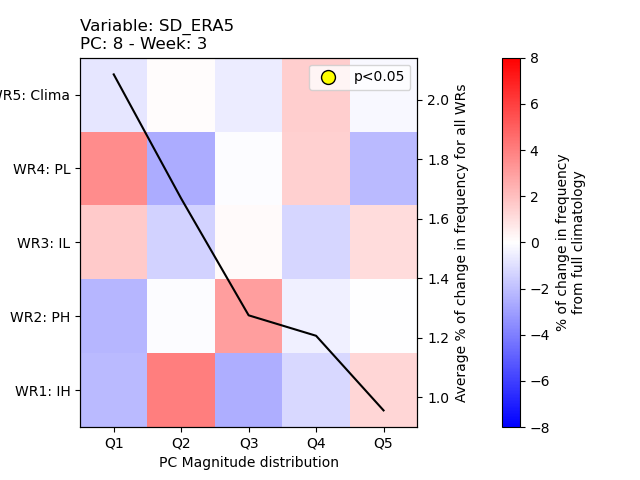 Variable: SD_ERA5
PC: 8 - Week: 3
p<0.05
WR5: Clima
WR4: PL
WR3: IL
WR2: PH
WR1: IH
Q1 Q2 Q3 Q4 Q5
PC Magnitude distribution
2.0
1.8
1.6
1.4
1.2
1.0
Average % of change in frequency for all WRs
8
6
4
2
0
−2
−4
−6
−8
% of change in frequency
from full climatology